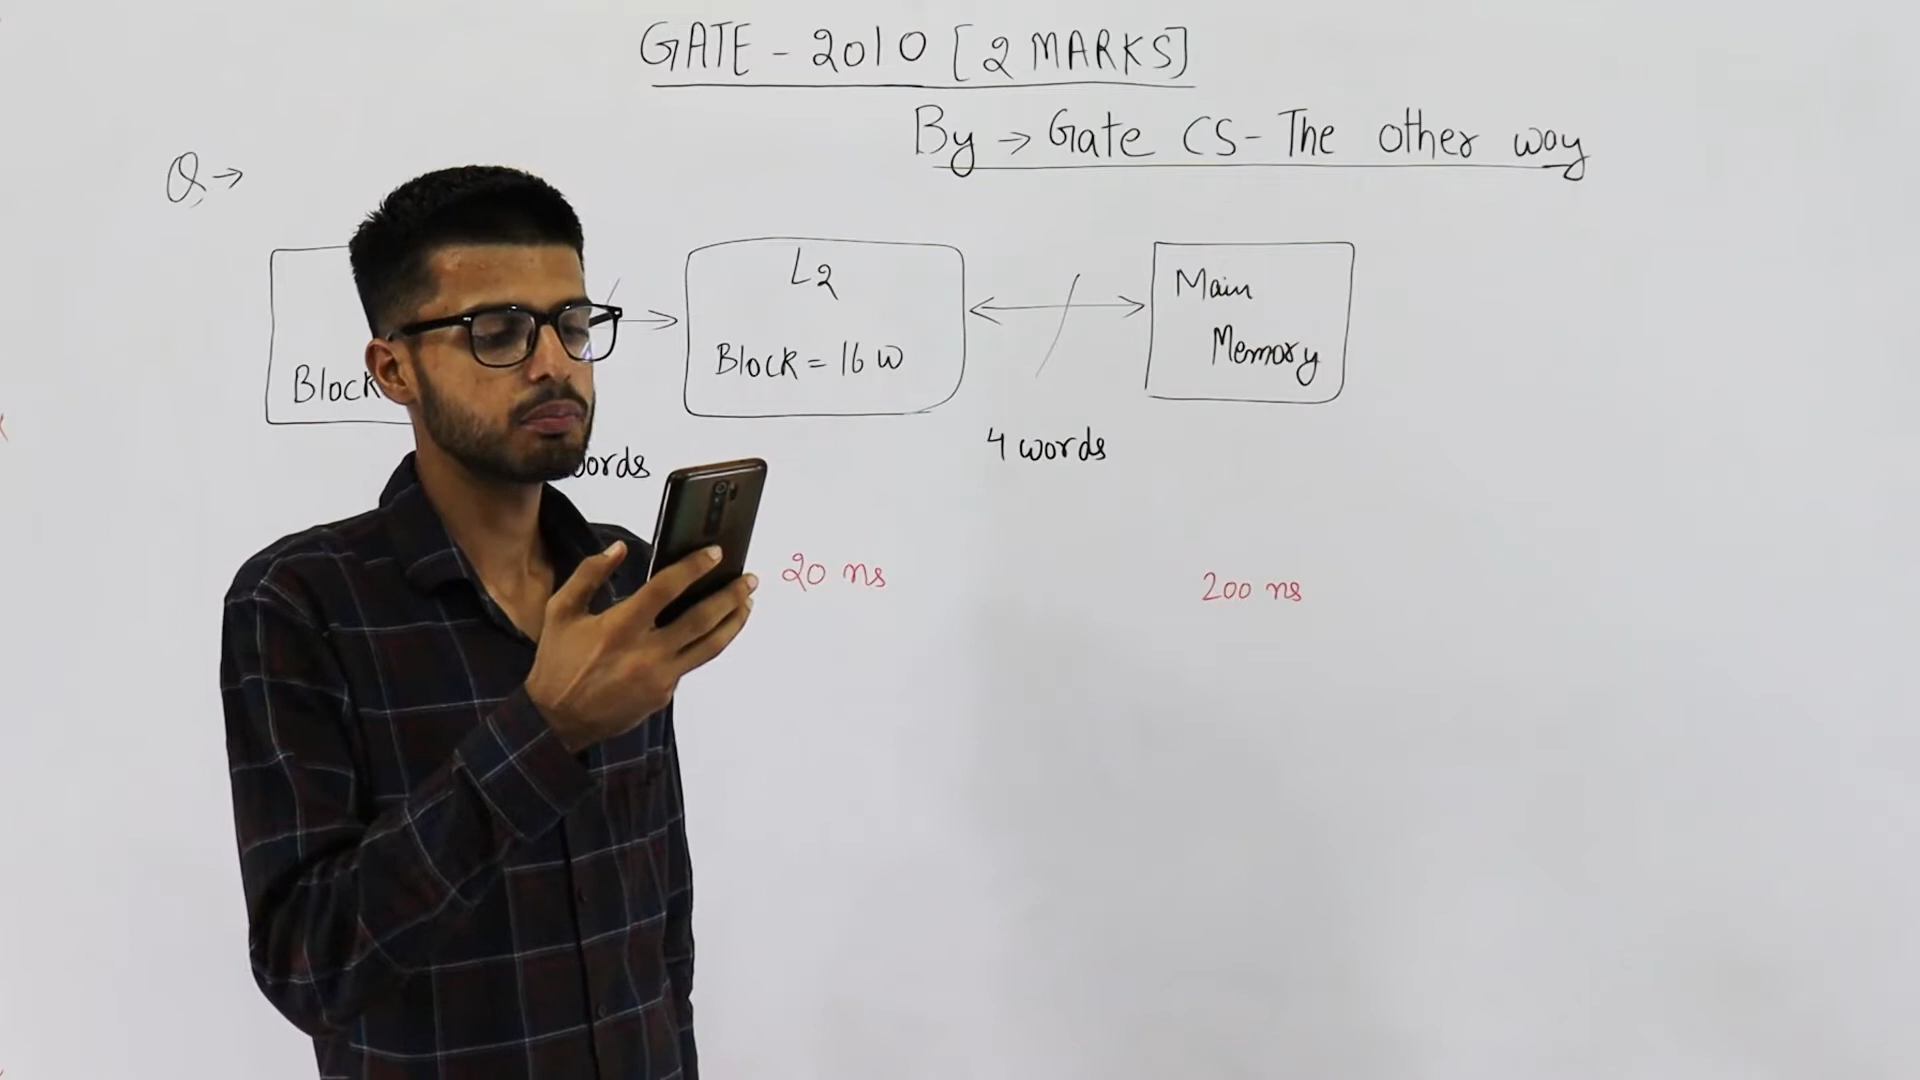 GATE - 2010 [2 MARKS]
By → Gate CS - The other way
Q →
L2
Block = 16 W
Main
Memory
Block
4 words
20 ns
200 ns